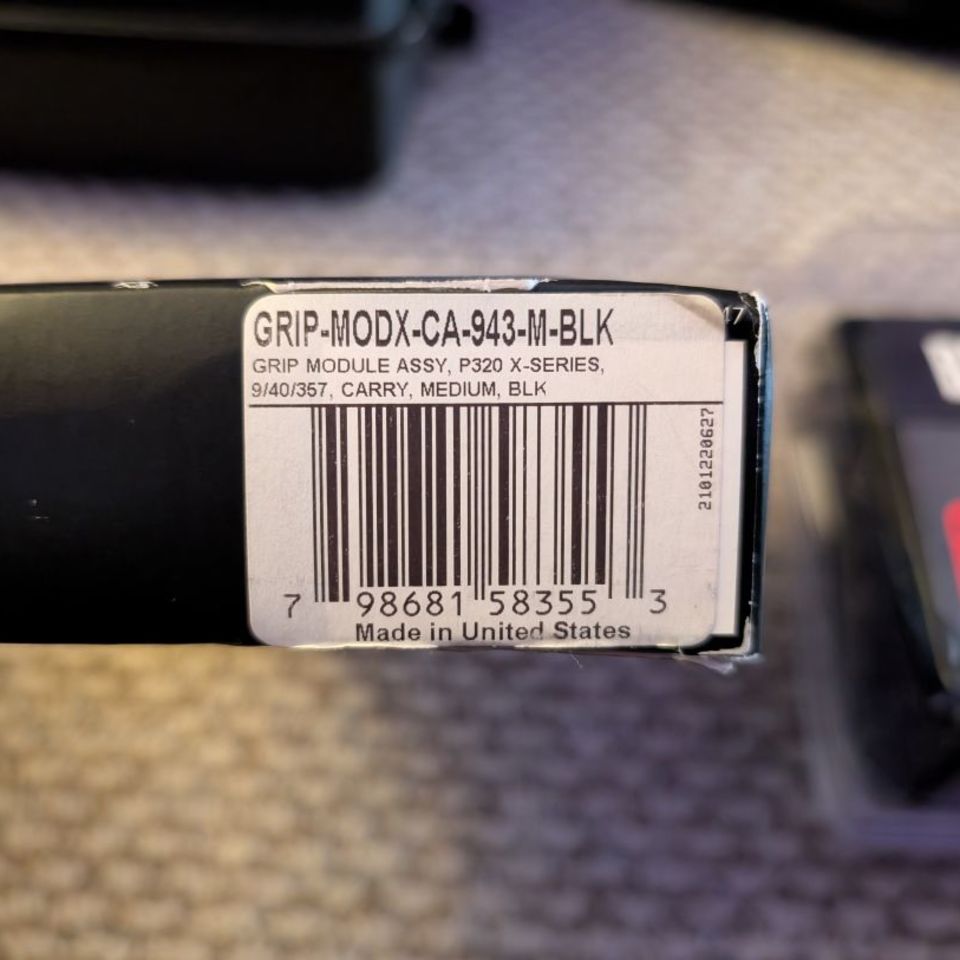 GRIP-MODX-CA-943-M-BLK
GRIP MODULE ASSY, P320 X-SERIES,
9/40/357, CARRY, MEDIUM, BLK
2101220627
7 98681 58355 3
Made in United States